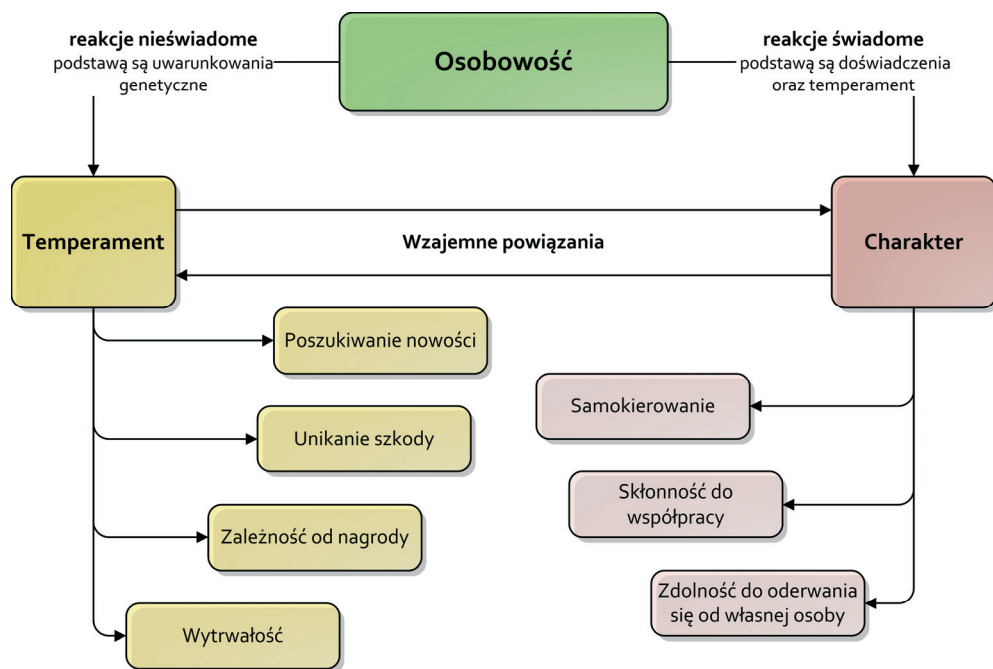 reakcje nieświadome
podstawą są uwarunkowania
genetyczne
Osobowość
reakcje świadome
podstawą są doświadczenia
oraz temperament
Temperament
Wzajemne powiązania
Charakter
Poszukiwanie nowości
Samokierowanie
Unikanie szkody
Skłonność do
współpracy
Zależność od nagrody
Zdolność do oderwania
się od własnej osoby
Wytrwałość